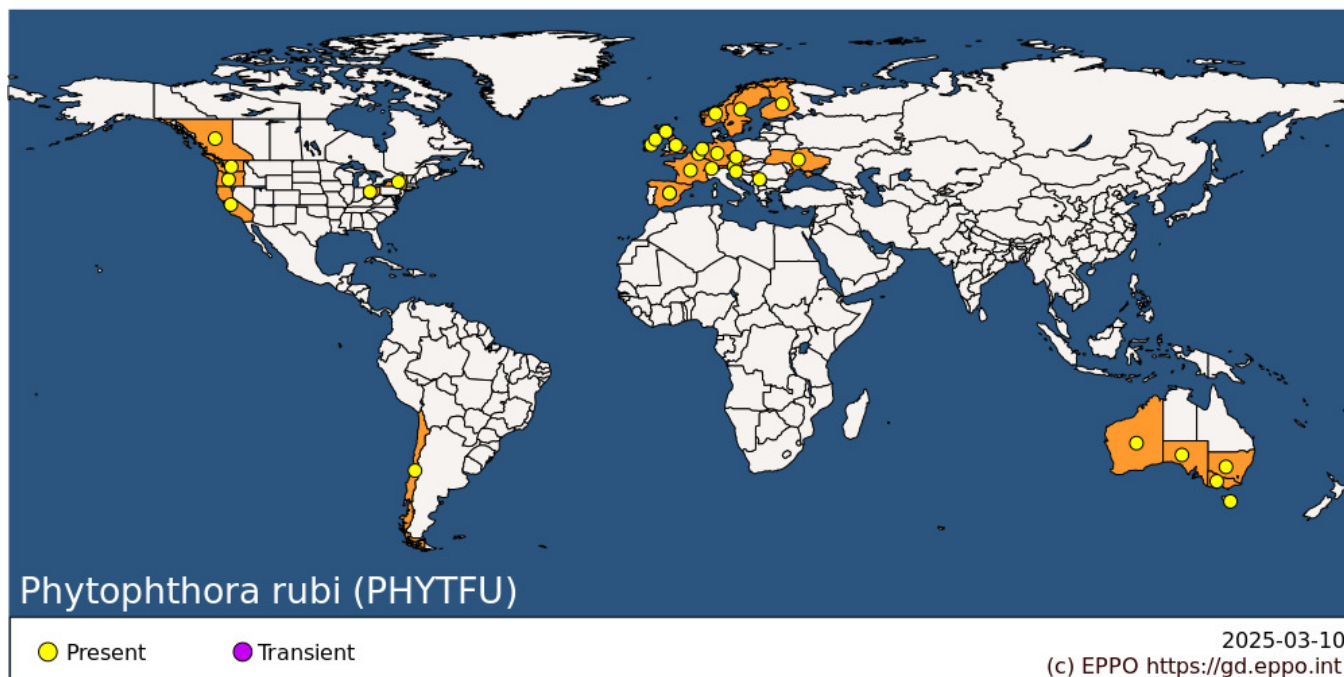 Phytophthora rubi (PHYTFU)
Present
Transient
2025-03-10
(c) EPPO https://gd.eppo.int